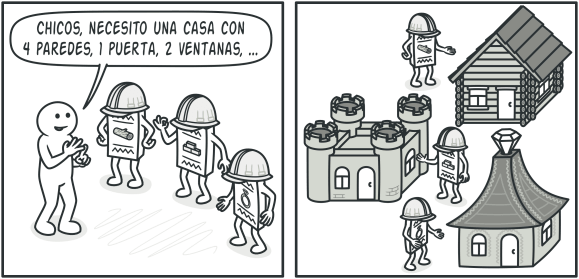 CHICOS, NECESITO UNA CASA CON
4 PAREDES, 1 PUERTA, 2 VENTANAS, ...